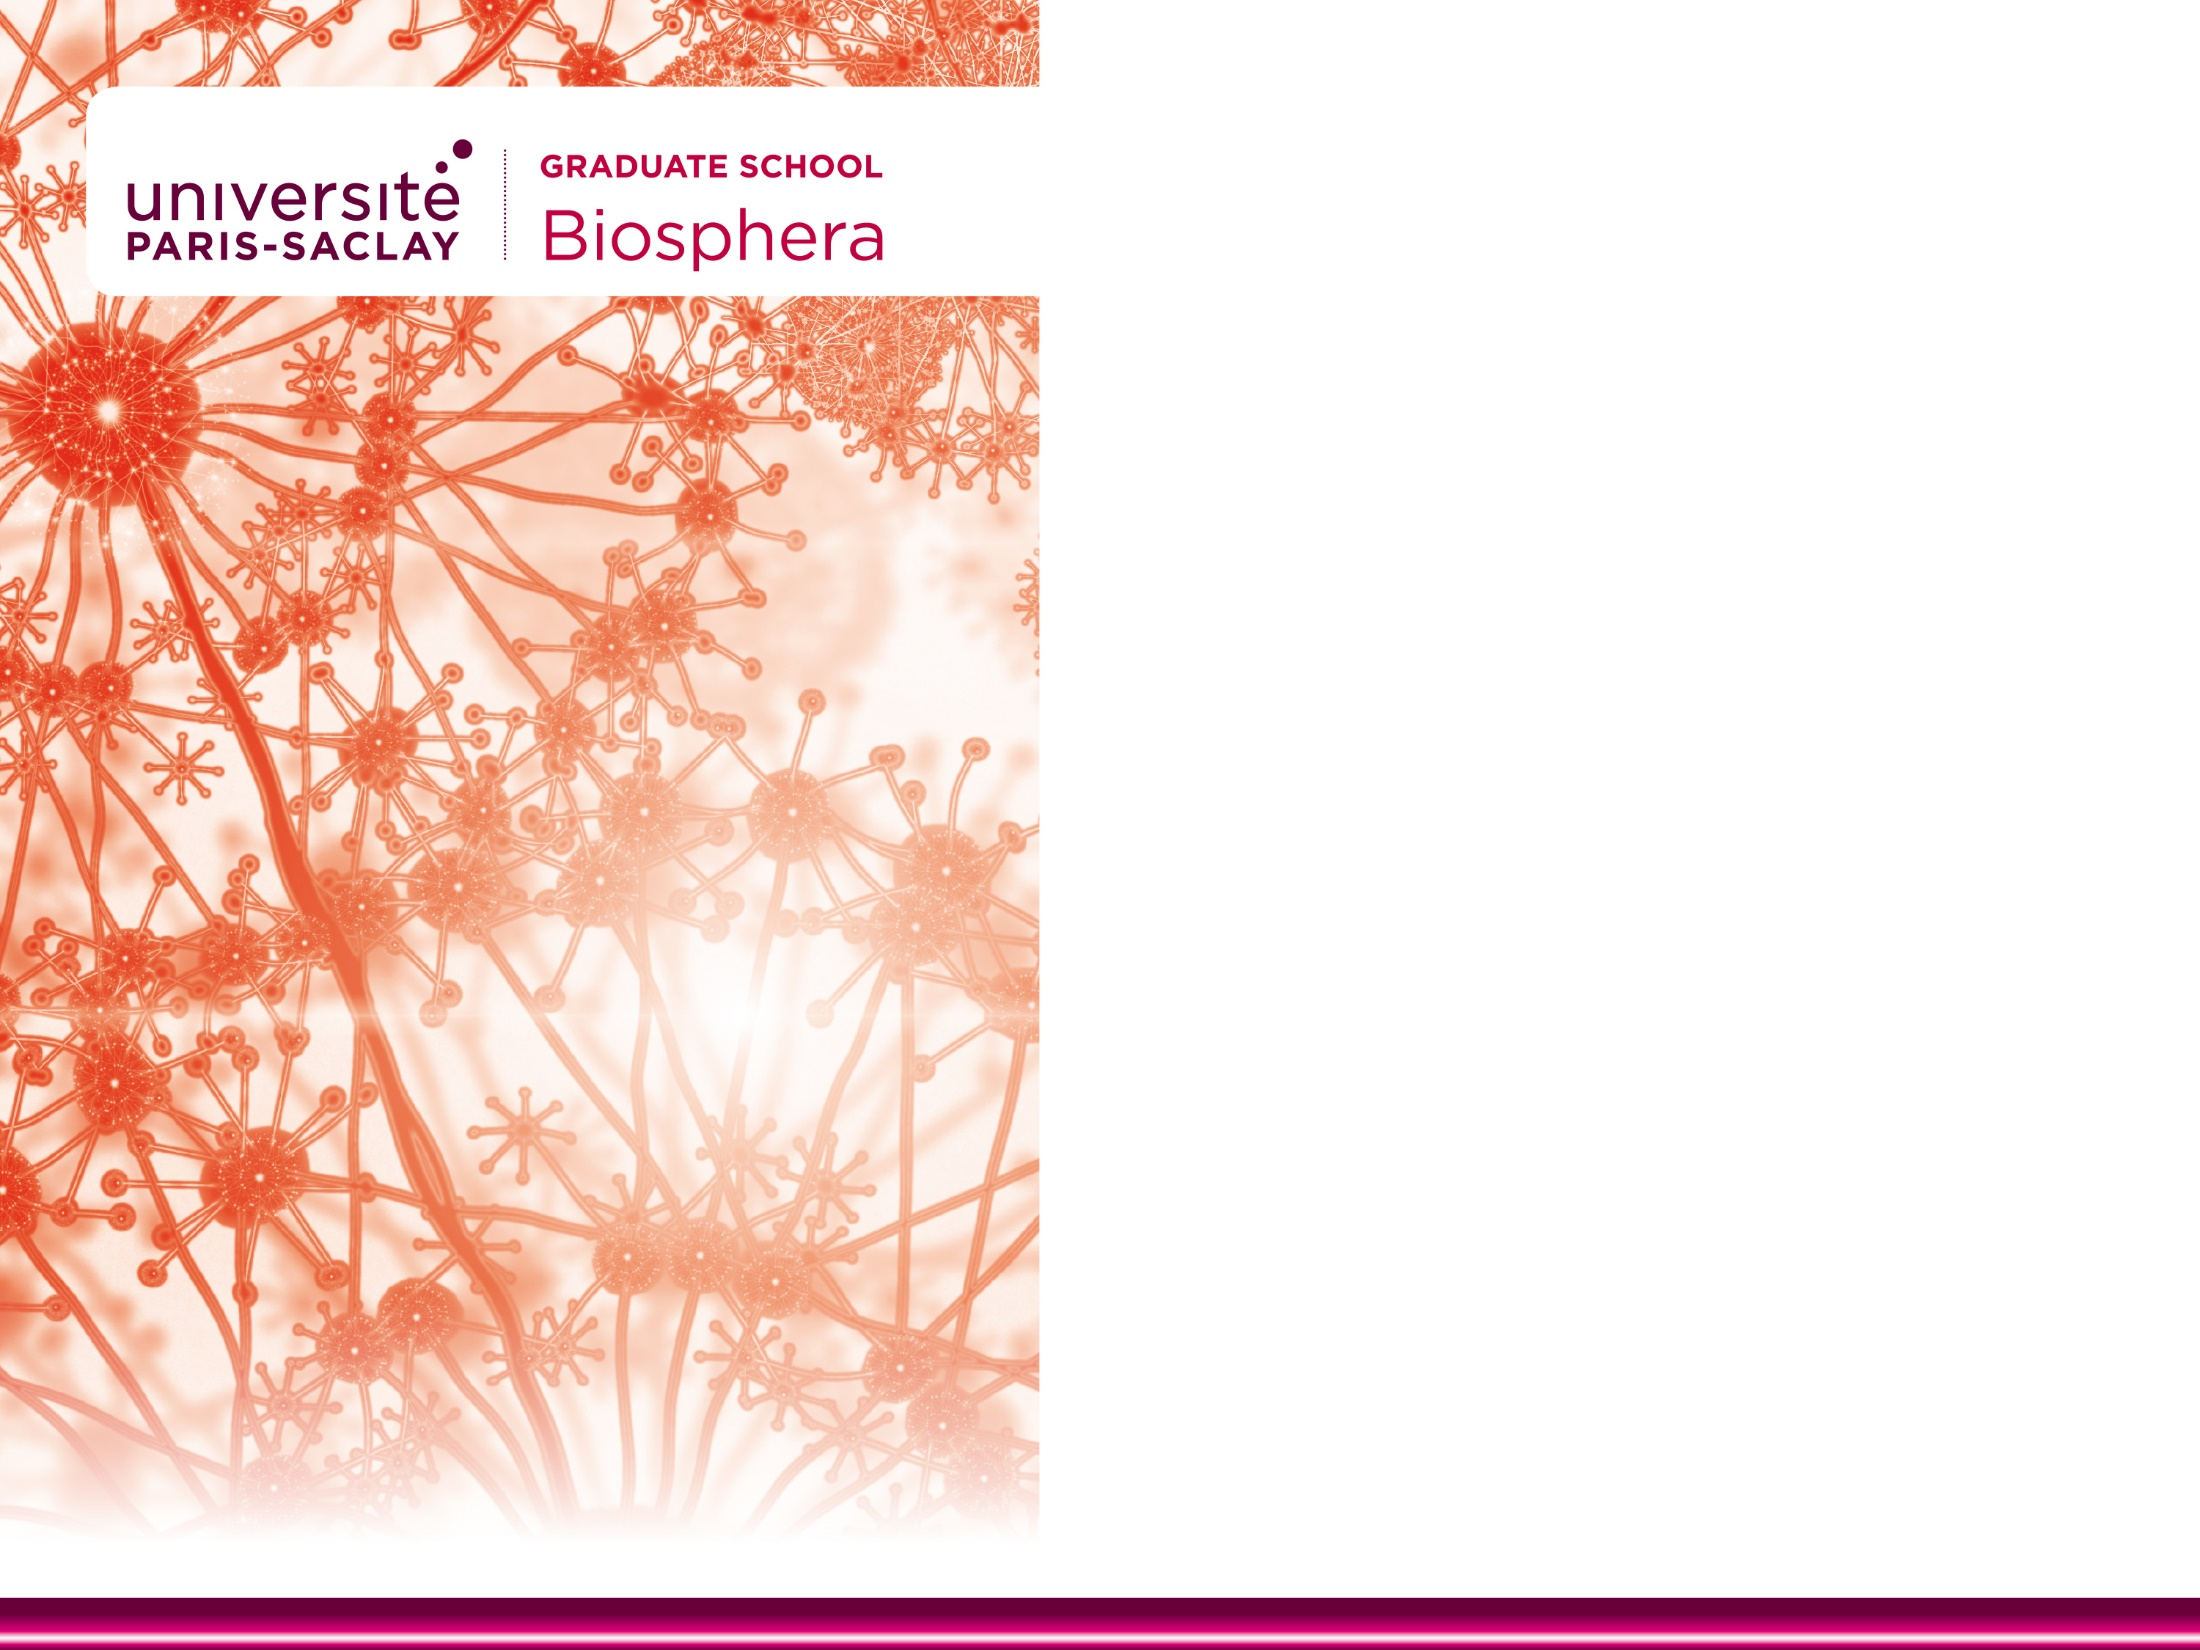 université
PARIS-SACLAY
GRADUATE SCHOOL
Biosphera